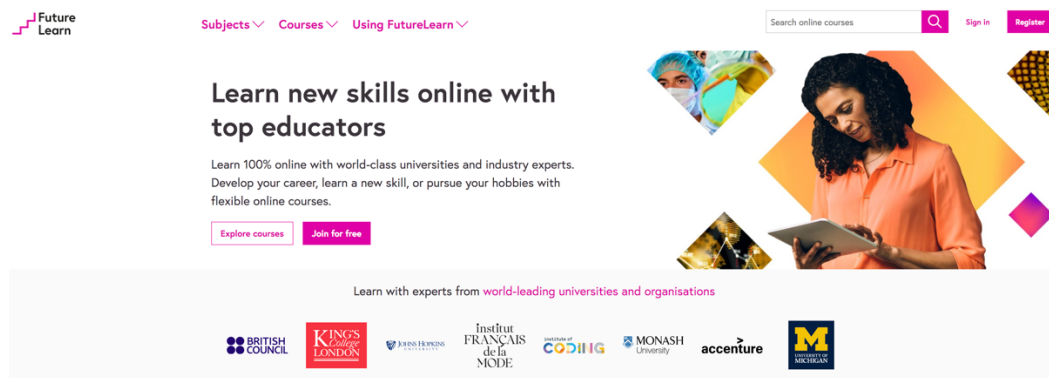 Future
Learn
Subjects Courses Using FutureLearn
Search online courses
Sign in
Register
Learn new skills online with
top educators
Learn 100% online with world-class universities and industry experts.
Develop your career, learn a new skill, or pursue your hobbies with
flexible online courses.
Explore courses
Join for free
Learn with experts from world-leading universities and organisations
BRITISH
COUNCIL
KING'S
College
LONDON
JOHNS HOPKINS
UNIVERSITY
institut
FRANÇAIS
de la
MODE
institute of
CODING
MONASH
University
accenture
M
UNIVERSITY OF
MICHIGAN